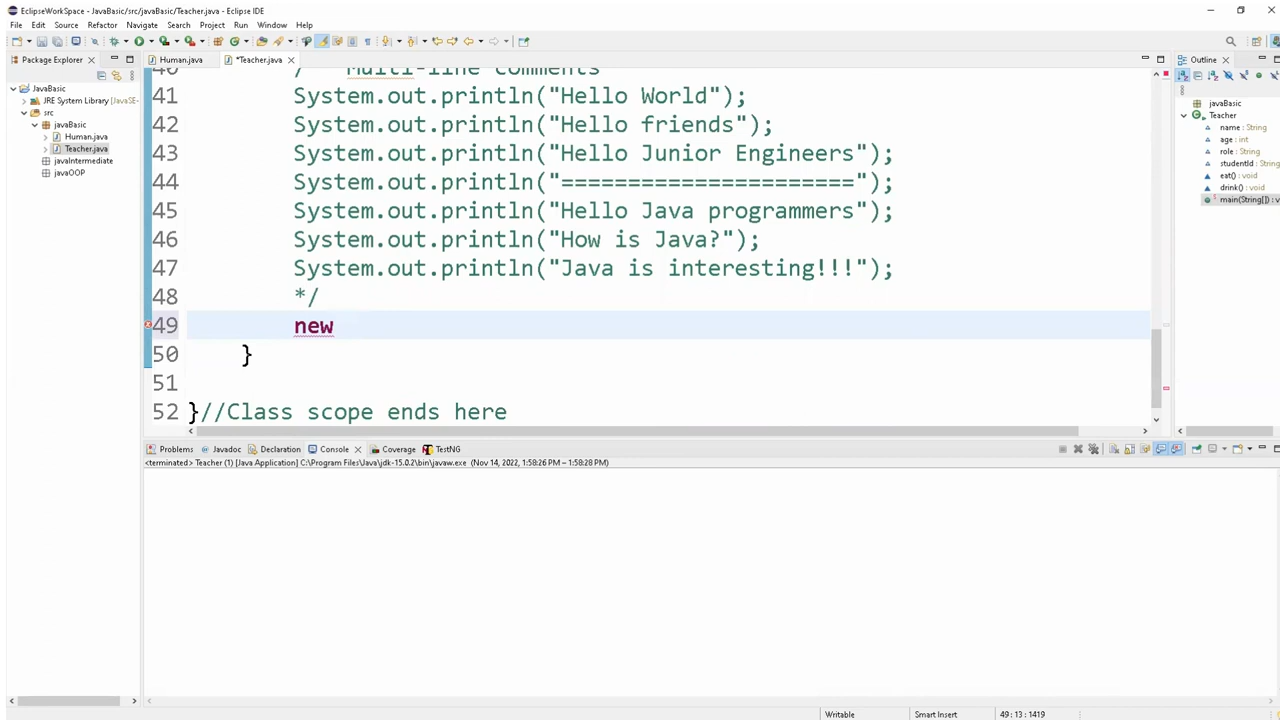 EclipseWorkSpace - JavaBasic/src/javaBasic/Teacher.java - Eclipse IDE
File Edit Source Refactor Navigate Search Project Run Window Help
Package Explorer
Human.java
*Teacher.java
Outline
JavaBasic
JRE System Library [JavaSE-
src
javaBasic
Human.java
Teacher.java
javaIntermediate
javaOOP
Multi-line comments
41 System.out.println("Hello World");
42 System.out.println("Hello friends");
43 System.out.println("Hello Junior Engineers");
44 System.out.println("======================");
45 System.out.println("Hello Java programmers");
46 System.out.println("How is Java?");
47 System.out.println("Java is interesting!!!");
48 */
49 new
50 }
51
52 }//Class scope ends here
javaBasic
Teacher
name : String
age : int
role : String
studentId : String
eat() : void
drink() : void
main(String[]) : v
Problems Javadoc Declaration Console Coverage TestNG
<terminated> Teacher (1) [Java Application] C:\Program Files\Java\jdk-15.0.2\bin\javaw.exe (Nov 14, 2022, 1:58:26 PM – 1:58:28 PM)
Writable Smart Insert 49 : 13 : 1419